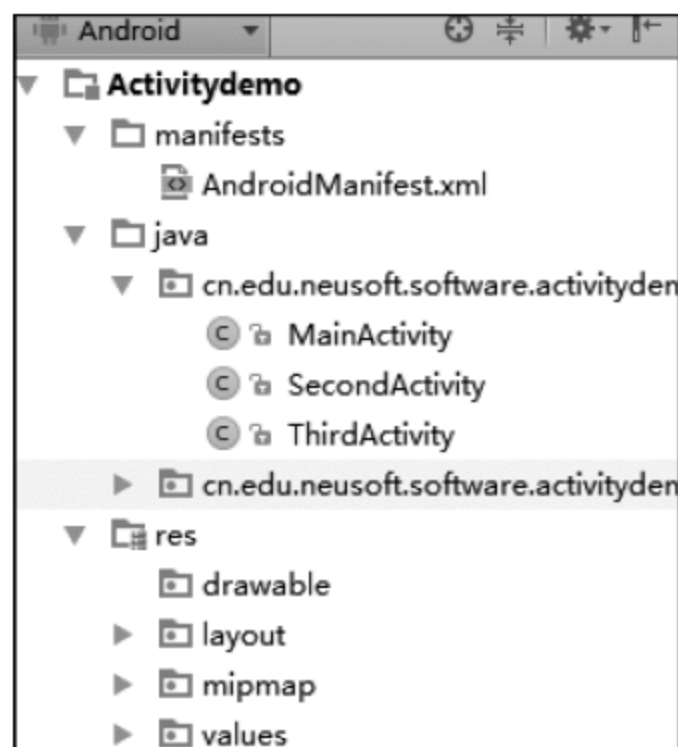 Android
Activitydemo
manifests
AndroidManifest.xml
java
cn.edu.neusoft.software.activityden
C MainActivity
C SecondActivity
C ThirdActivity
cn.edu.neusoft.software.activityden
res
drawable
layout
mipmap
values